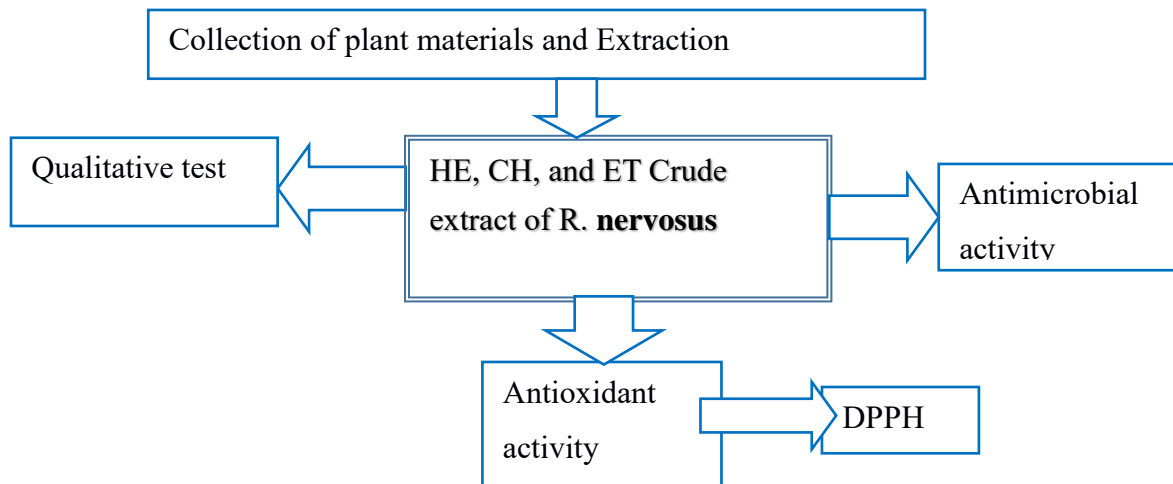 Collection of plant materials and Extraction
Qualitative test
HE, CH, and ET Crude
extract of R. nervosus
Antimicrobial
activity
Antioxidant
activity
DPPH